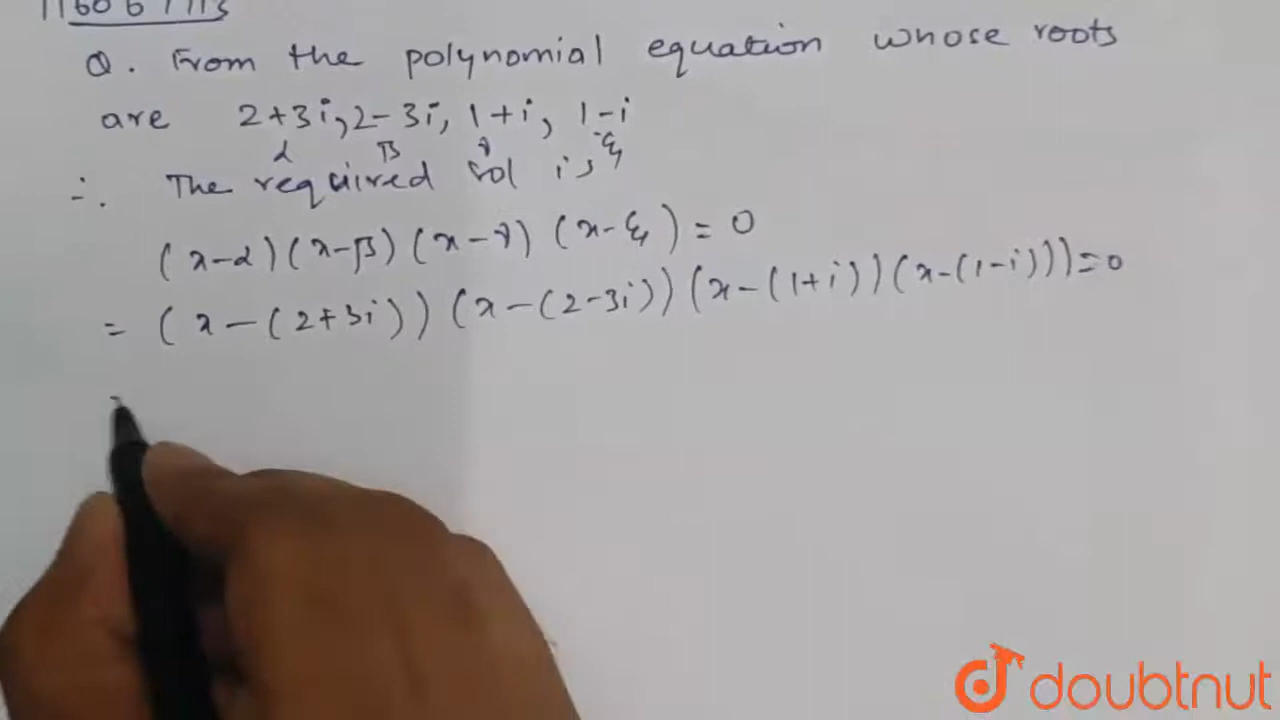 Q. From the polynomial equation whose roots
are 2+3i, 2-3i, 1+i, 1-i
α β γ ξ
∴ The required sol is
(x-α)(x-β)(x-γ)(x-ξ)=0
= (x-(2+3i))(x-(2-3i))(x-(1+i))(x-(1-i)))=0
doubtnut